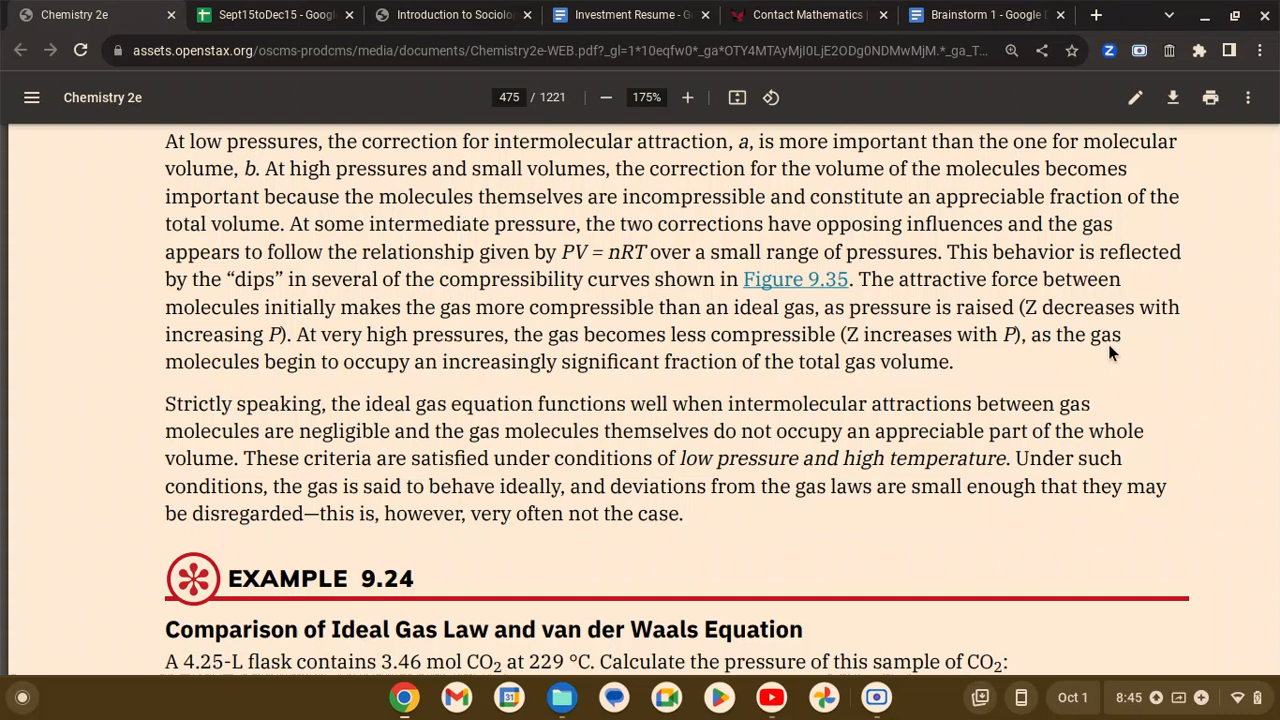 Chemistry 2e
Sept15toDec15 - Googl
Introduction to Sociolo
Investment Resume - G
Contact Mathematics
Brainstorm 1 - Google D
assets.openstax.org/oscms-prodcms/media/documents/Chemistry2e-WEB.pdf?_gl=1*10eqfw0*_ga*OTY4MTAyMjI0LjE2ODg0NDMwMjM.*_ga_T...
Chemistry 2e
475 / 1221
175%
At low pressures, the correction for intermolecular attraction, a, is more important than the one for molecular
volume, b. At high pressures and small volumes, the correction for the volume of the molecules becomes
important because the molecules themselves are incompressible and constitute an appreciable fraction of the
total volume. At some intermediate pressure, the two corrections have opposing influences and the gas
appears to follow the relationship given by PV = nRT over a small range of pressures. This behavior is reflected
by the “dips” in several of the compressibility curves shown in Figure 9.35. The attractive force between
molecules initially makes the gas more compressible than an ideal gas, as pressure is raised (Z decreases with
increasing P). At very high pressures, the gas becomes less compressible (Z increases with P), as the gas
molecules begin to occupy an increasingly significant fraction of the total gas volume.
Strictly speaking, the ideal gas equation functions well when intermolecular attractions between gas
molecules are negligible and the gas molecules themselves do not occupy an appreciable part of the whole
volume. These criteria are satisfied under conditions of low pressure and high temperature. Under such
conditions, the gas is said to behave ideally, and deviations from the gas laws are small enough that they may
be disregarded—this is, however, very often not the case.
EXAMPLE 9.24
Comparison of Ideal Gas Law and van der Waals Equation
A 4.25-L flask contains 3.46 mol CO₂ at 229 °C. Calculate the pressure of this sample of CO₂:
31
Oct 1
8:45